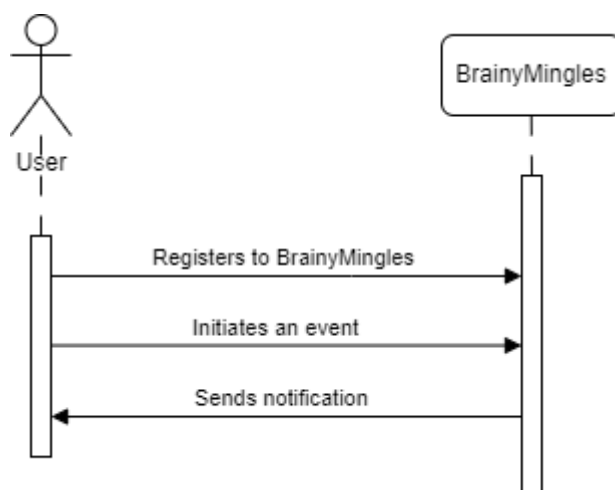 BrainyMingles
User
Registers to BrainyMingles
Initiates an event
Sends notification